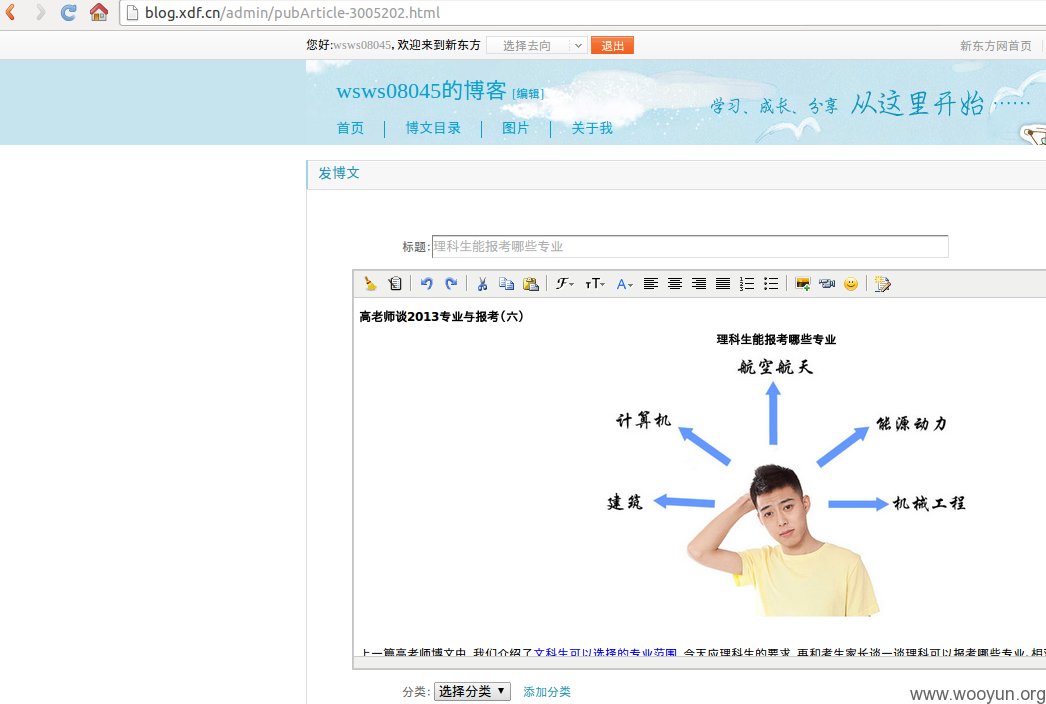 blog.xdf.cn/admin/pubArticle-3005202.html
您好:wsws08045, 欢迎来到新东方 选择去向 退出 新东方网首页
wsws08045的博客 [编辑]
学习、成长、分享 从这里开始······
首页 博文目录 图片 关于我
发博文
标题: 理科生能报考哪些专业
高老师谈2013专业与报考(六)
理科生能报考哪些专业
航空航天
计算机 能源动力
建筑 机械工程
上一篇高老师博文中,我们介绍了文科生可以选择的专业范围,今天应理科生的要求,再和考生家长谈一谈理科可以报考哪些专业,相对
分类: 选择分类 添加分类
www.wooyun.org